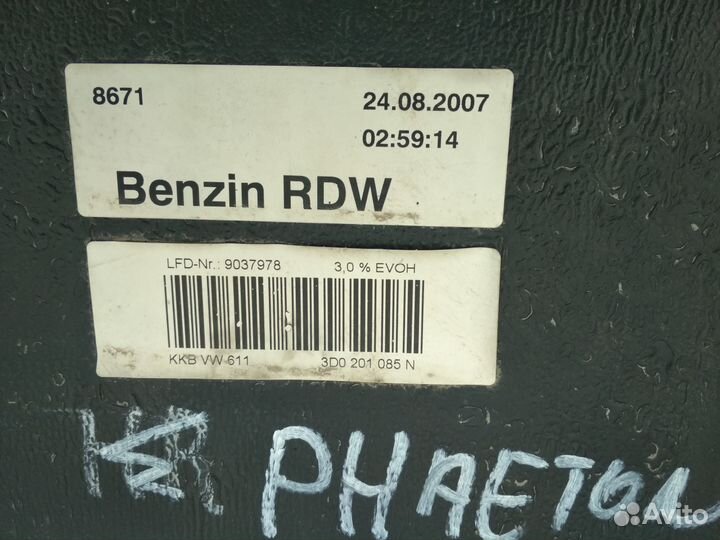 8671 24.08.2007
02:59:14
Benzin RDW
LFD-Nr.: 9037978 3,0 % EVOH
KKB VW 611 3D0 201 085 N
PHAETON
Avito